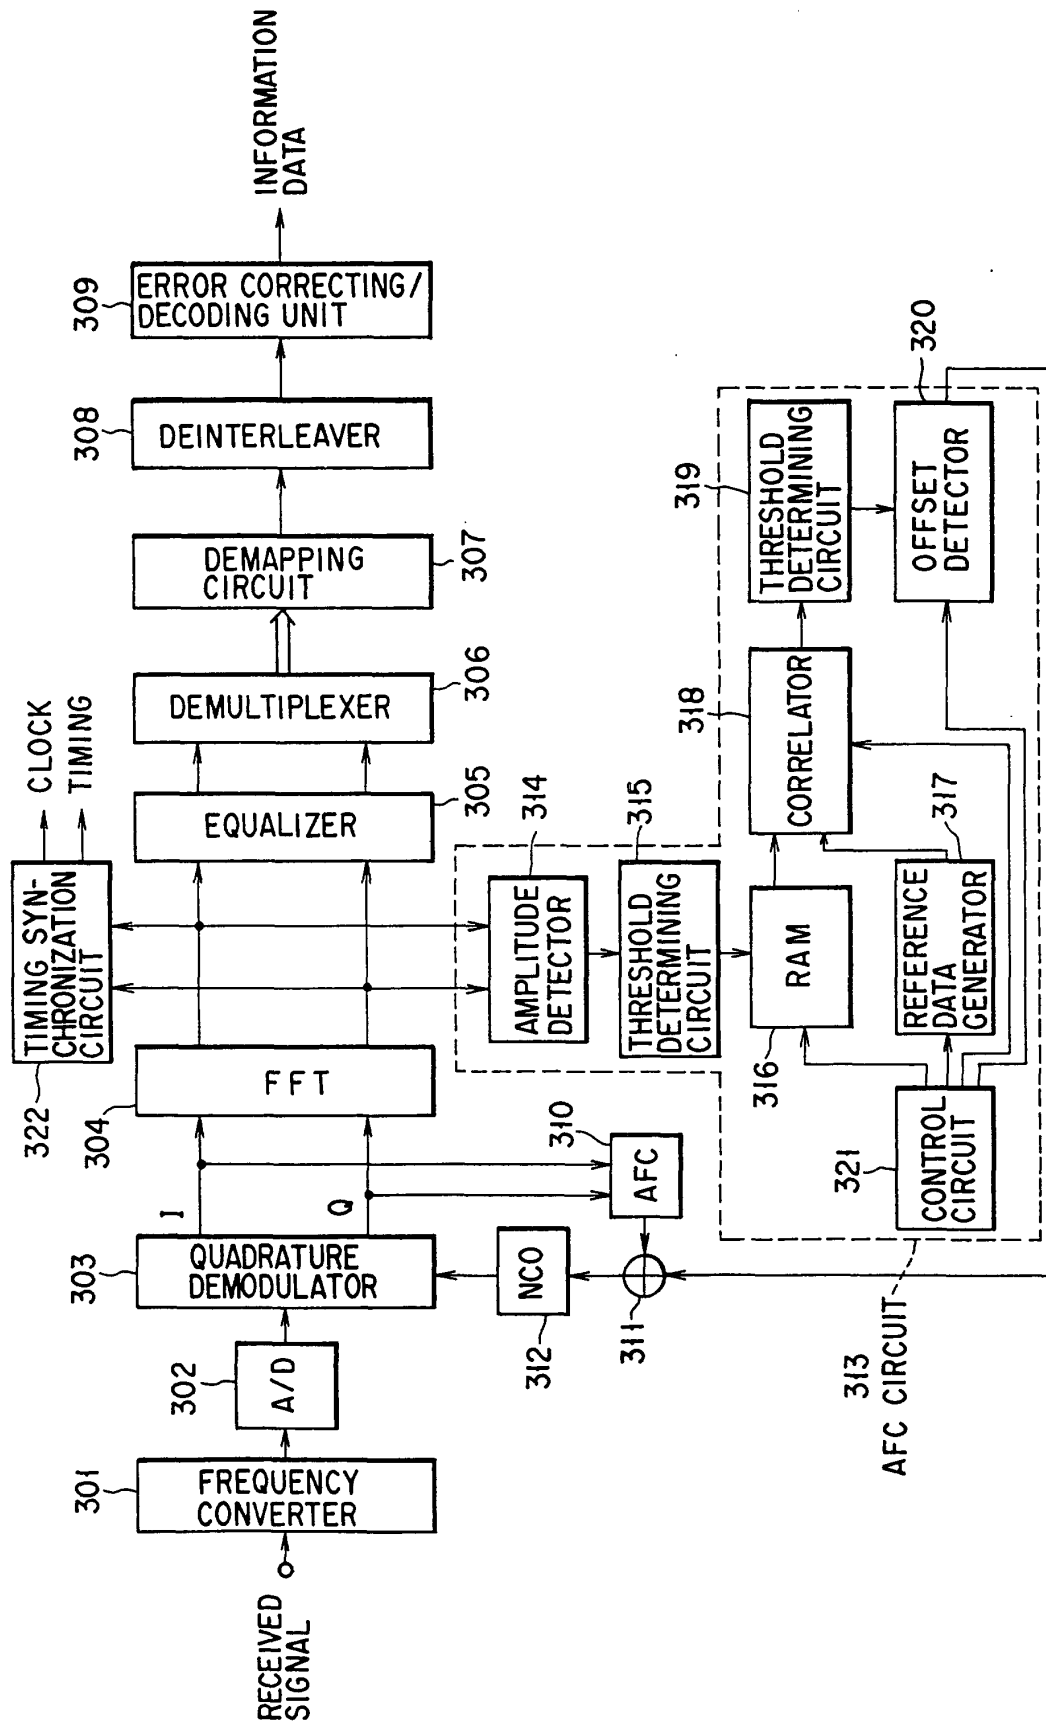 RECEIVED
SIGNAL
301
FREQUENCY
CONVERTER
302
A/D
303
QUADRATURE
DEMODULATOR
I
Q
304
FFT
322
TIMING SYN-
CHRONIZATION
CIRCUIT
CLOCK
TIMING
EQUALIZER
305
DEMULTIPLEXER
306
DEMAPPING
CIRCUIT
307
308
DEINTERLEAVER
309
ERROR CORRECTING/
DECODING UNIT
INFORMATION
DATA
312
NCO
311
310
AFC
314
AMPLITUDE
DETECTOR
315
THRESHOLD
DETERMINING
CIRCUIT
316
RAM
318
CORRELATOR
319
THRESHOLD
DETERMINING
CIRCUIT
321
CONTROL
CIRCUIT
317
REFERENCE
DATA
GENERATOR
320
OFFSET
DETECTOR
313
AFC CIRCUIT